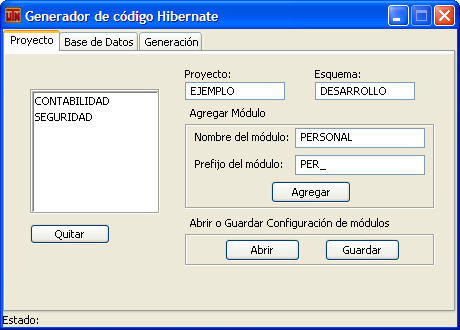 UTN Generador de código Hibernate
Proyecto Base de Datos Generación
CONTABILIDAD
SEGURIDAD
Quitar
Proyecto: Esquema:
EJEMPLO DESARROLLO
Agregar Módulo
Nombre del módulo: PERSONAL
Prefijo del módulo: PER_
Agregar
Abrir o Guardar Configuración de módulos
Abrir Guardar
Estado: